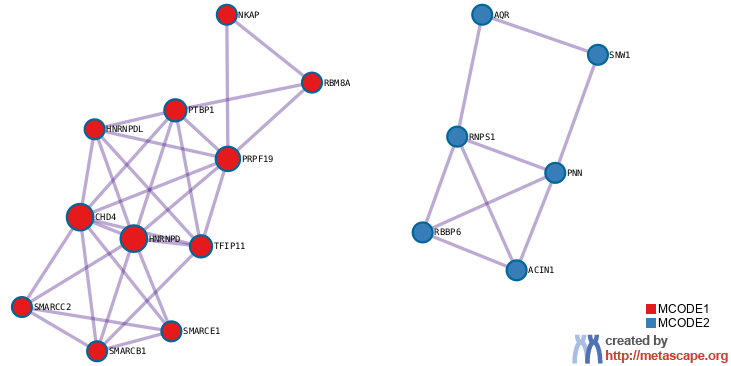 NKAP
AQR
SNW1
RBM8A
PTBP1
HNRNPDL
RNPS1
PRPF19
PNN
CHD4
RBBP6
HNRNPD
TFIP11
ACIN1
SMARCC2
MCODE1
MCODE2
SMARCE1
SMARCB1
created by
http://metascape.org